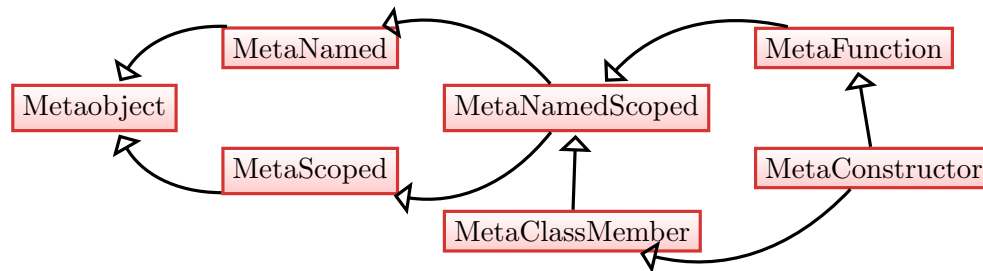 MetaNamed
MetaFunction
Metaobject
MetaNamedScoped
MetaScoped
MetaConstructor
MetaClassMember